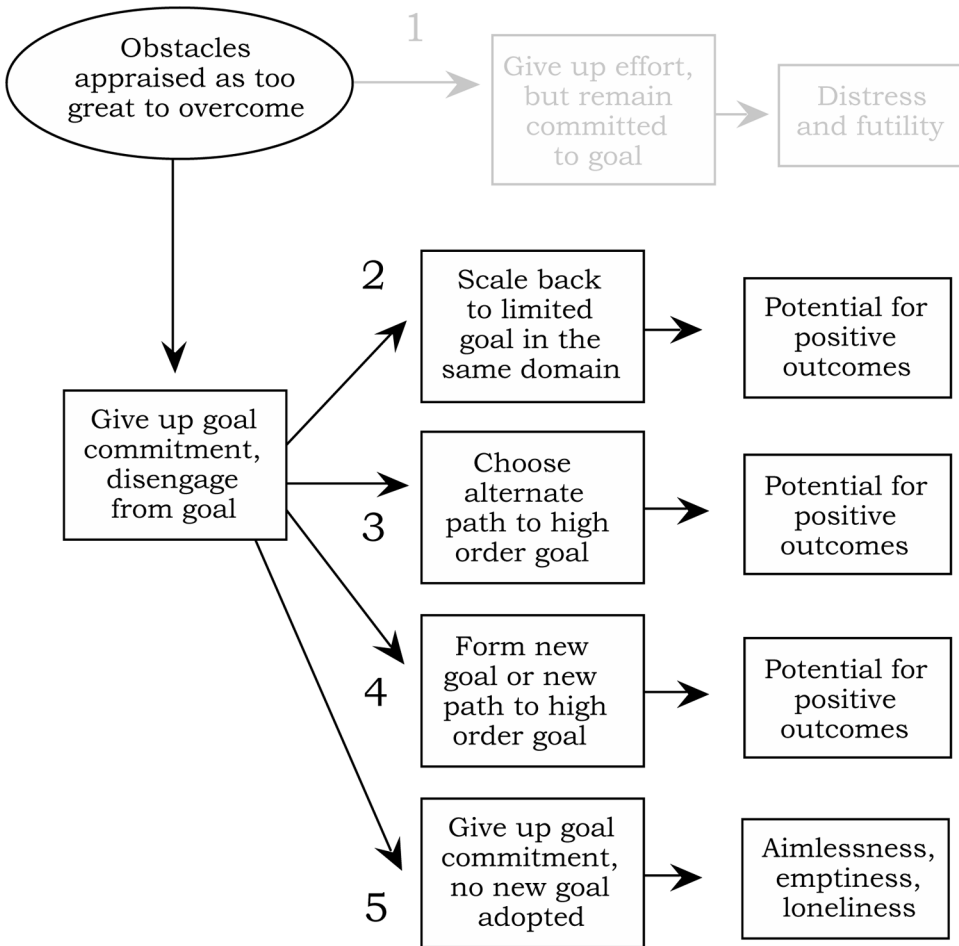 Obstacles
appraised as too
great to overcome
1
Give up effort,
but remain
committed
to goal
Distress
and futility
2
Scale back
to limited
goal in the
same domain
Potential for
positive
outcomes
Give up goal
commitment,
disengage
from goal
3
Choose
alternate
path to high
order goal
Potential for
positive
outcomes
4
Form new
goal or new
path to high
order goal
Potential for
positive
outcomes
5
Give up goal
commitment,
no new goal
adopted
Aimlessness,
emptiness,
loneliness